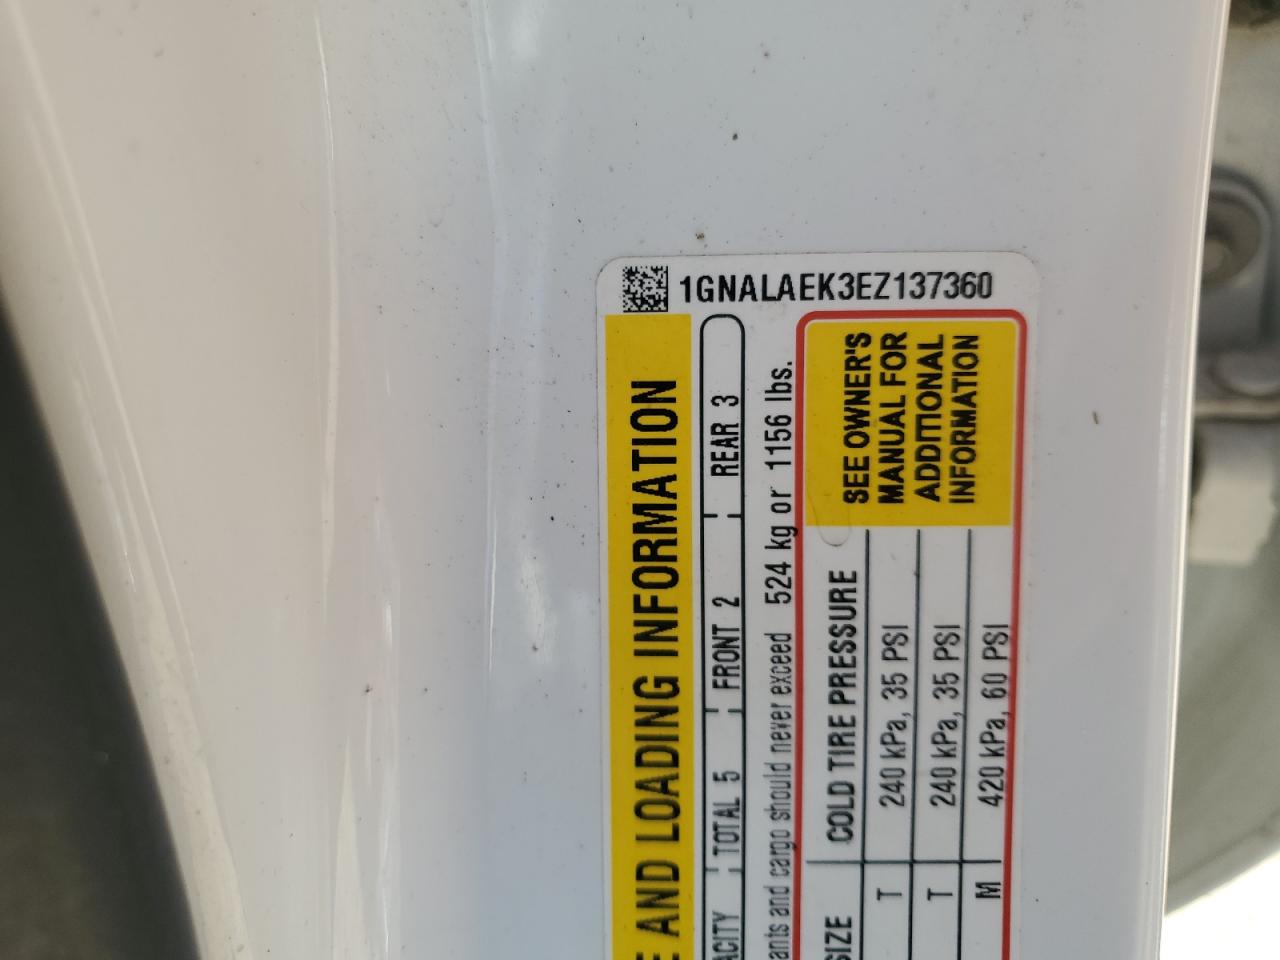 1GNALAEK3EZ137360
AND LOADING INFORMATION
TOTAL 5 FRONT 2 REAR 3
and cargo should never exceed 524 kg or 1156 lbs.
SIZE COLD TIRE PRESSURE
T 240 kPa, 35 PSI
T 240 kPa, 35 PSI
M 420 kPa, 60 PSI
SEE OWNER'S
MANUAL FOR
ADDITIONAL
INFORMATION